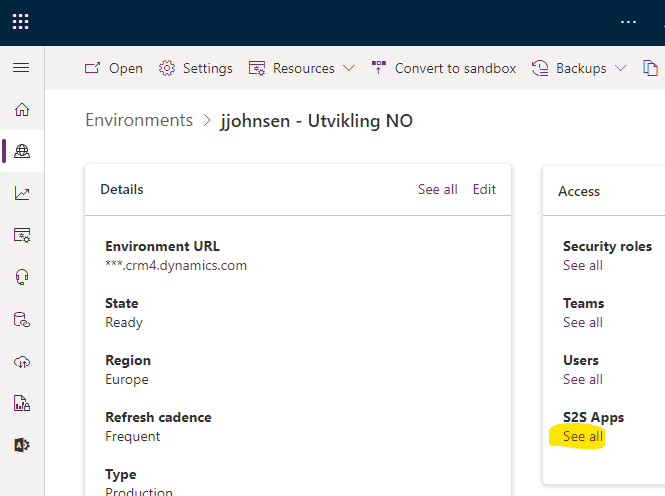 Open Settings Resources Convert to sandbox Backups
Environments > jjohnsen - Utvikling NO
Details See all Edit
Environment URL
***.crm4.dynamics.com
State
Ready
Region
Europe
Refresh cadence
Frequent
Type
Production
Access
Security roles
See all
Teams
See all
Users
See all
S2S Apps
See all